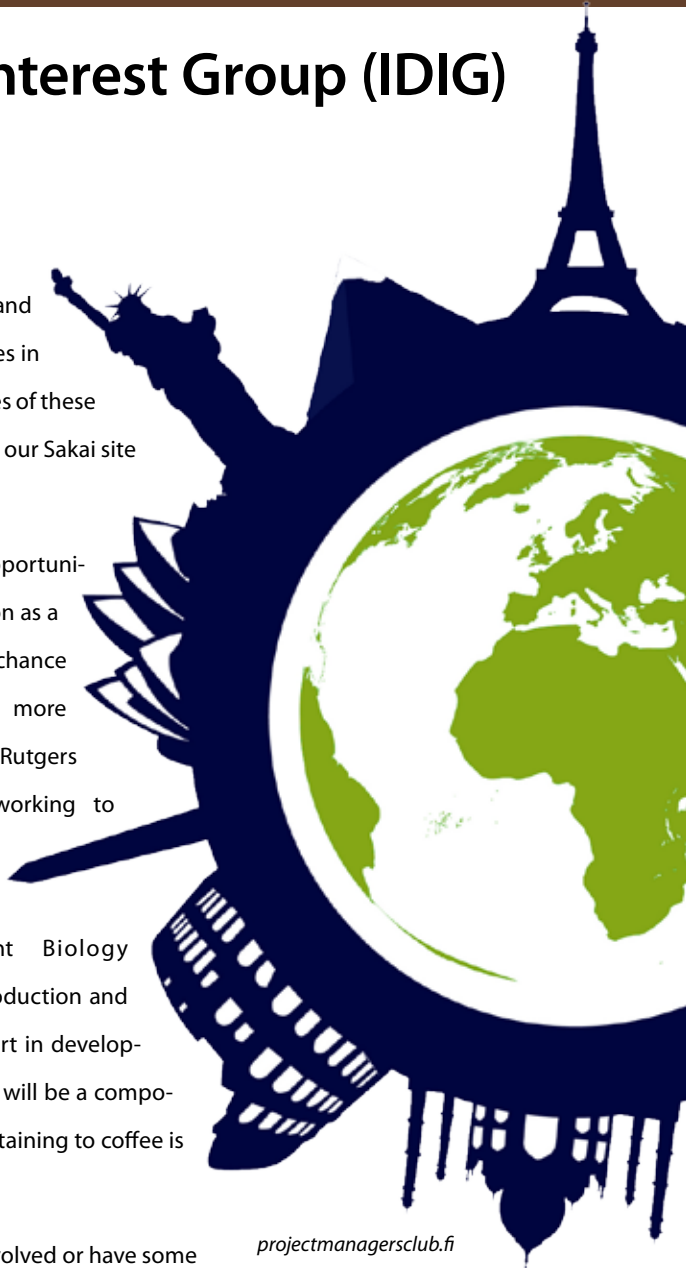 nterest Group (IDIG)
and
es in
es of these
our Sakai site
portuni-
on as a
chance
more
Rutgers
working to
nt Biology
oduction and
rt in develop-
will be a compo-
taining to coffee is
volved or have some
projectmanagersclub.fi